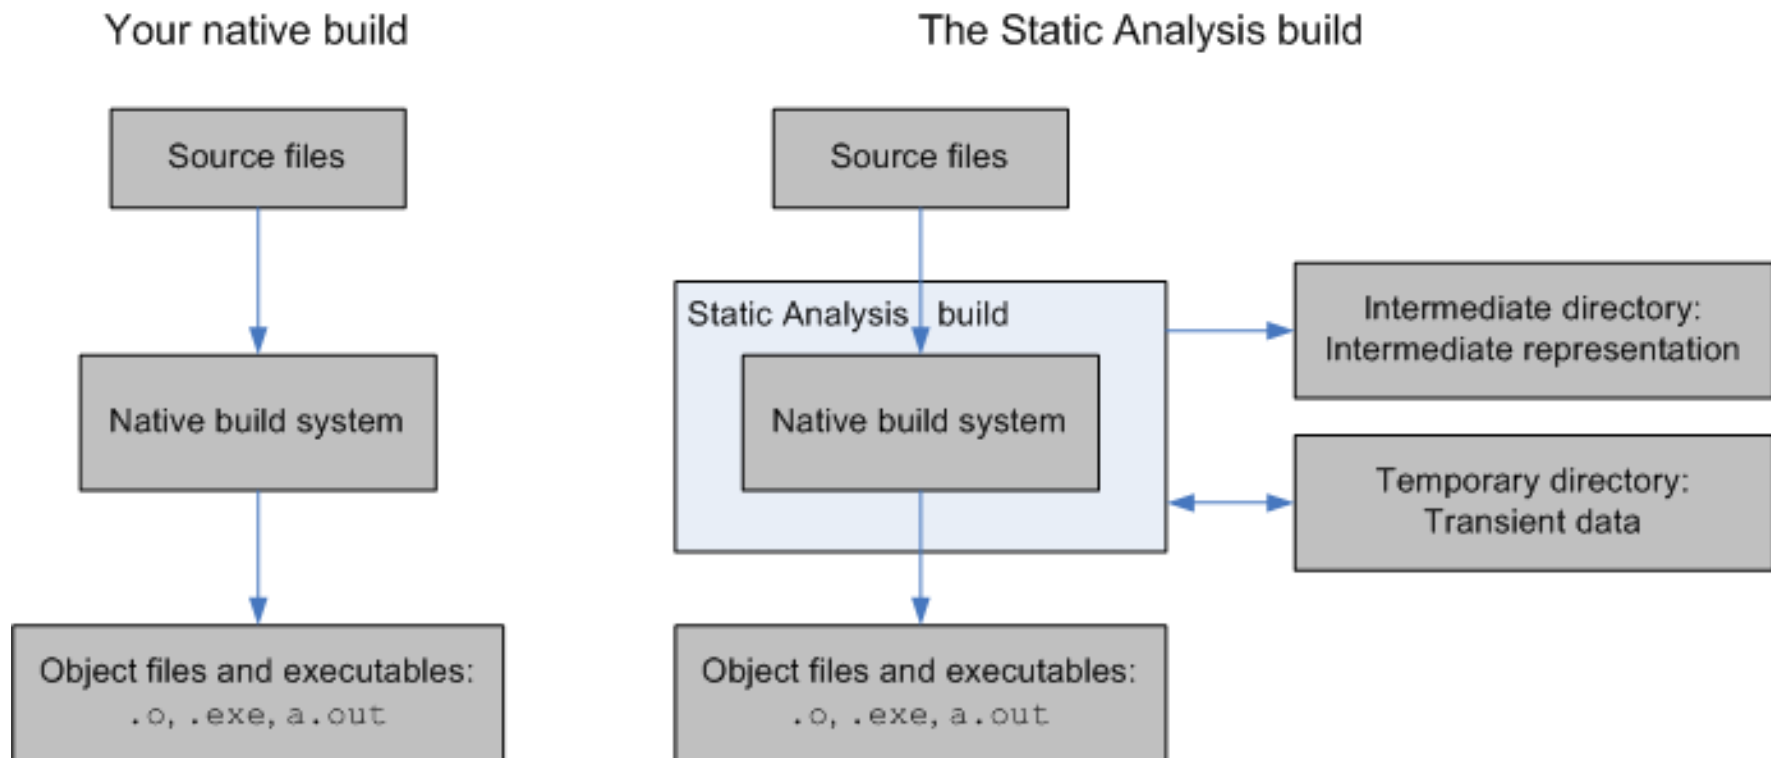 Your native build
Source files
Native build system
Object files and executables:
.o, .exe, a.out
The Static Analysis build
Source files
Static Analysis build
Native build system
Object files and executables:
.o, .exe, a.out
Intermediate directory:
Intermediate representation
Temporary directory:
Transient data